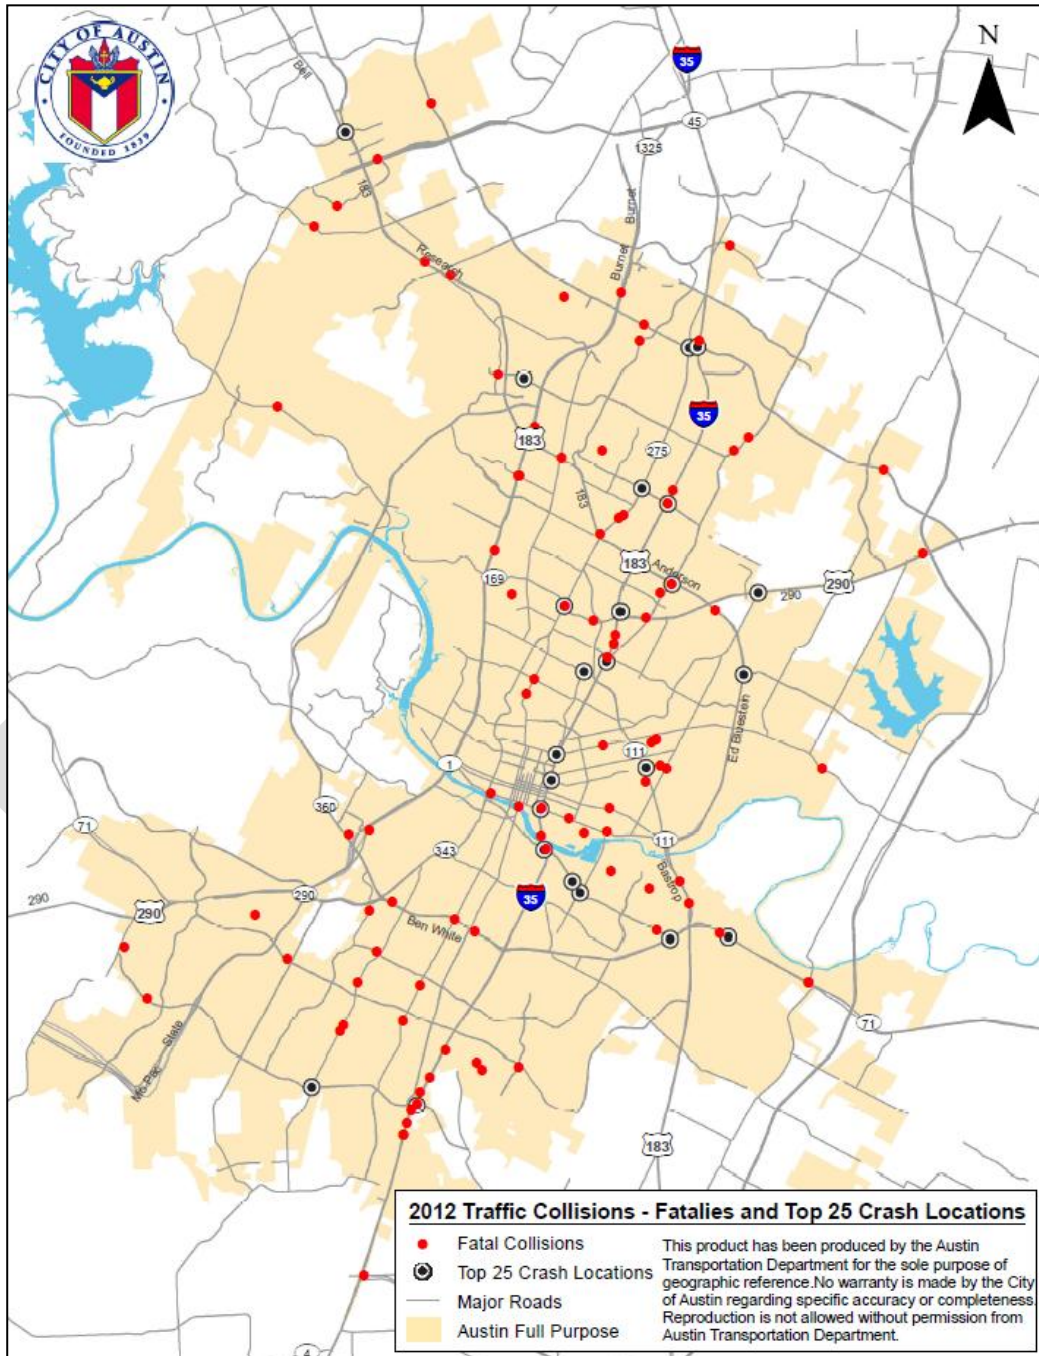 CITY OF AUSTIN
FOUNDED 1839
N
35
Bell
45
1325
183
Burnet
Research
Burnet
35
183
275
183
183
Anderson
290
290
169
Ed Bluestein
111
1
360
71
343
111
Bastrop
290
290
290
35
Ben White
71
Mo-Pac
State
183
4
2012 Traffic Collisions - Fatalies and Top 25 Crash Locations
Fatal Collisions
Top 25 Crash Locations
Major Roads
Austin Full Purpose
This product has been produced by the Austin
Transportation Department for the sole purpose of
geographic reference.No warranty is made by the City
of Austin regarding specific accuracy or completeness.
Reproduction is not allowed without permission from
Austin Transportation Department.